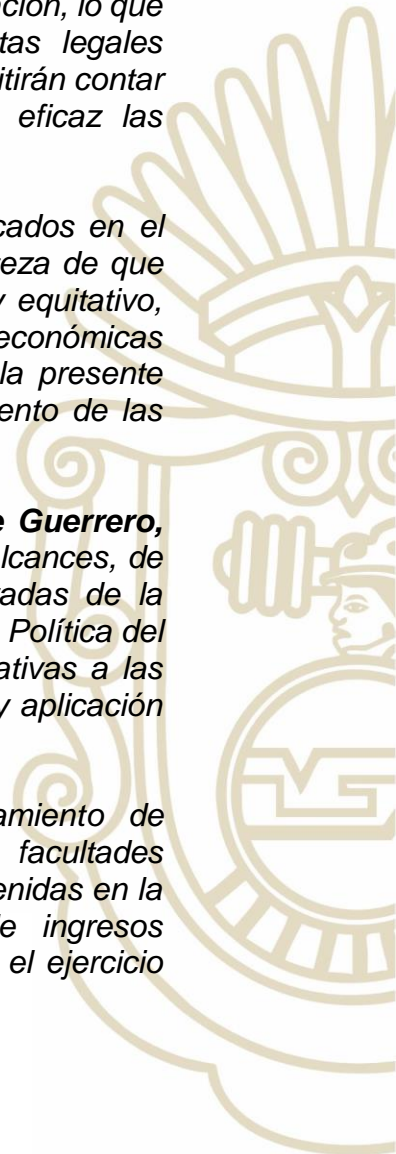 ación, lo que
tas legales
itirán contar
eficaz las
cados en el
teza de que
y equitativo,
económicas
la presente
ento de las
e Guerrero,
lcances, de
adas de la
Política del
ativas a las
y aplicación
amiento de
facultades
enidas en la
e ingresos
el ejercicio